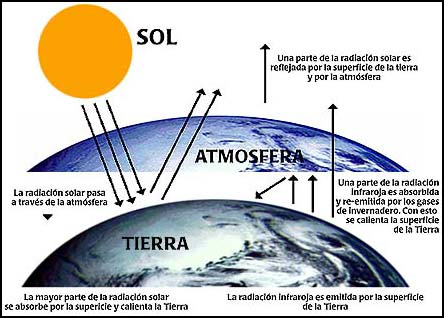 SOL
Una parte de la radiación solar es
reflejada por la superficie de la tierra
y por la atmósfera
ATMOSFERA
La radiación solar pasa
a través de la atmósfera
Una parte de la radiación
infraroja es absorbida
y re-emitida por los gases
de invernadero. Con esto
se calienta la superficie
de la Tierra
TIERRA
La mayor parte de la radiación solar
se absorbe por la supericie y calienta la Tierra
La radiación infraroja es emitida por la superficie
de la Tierra